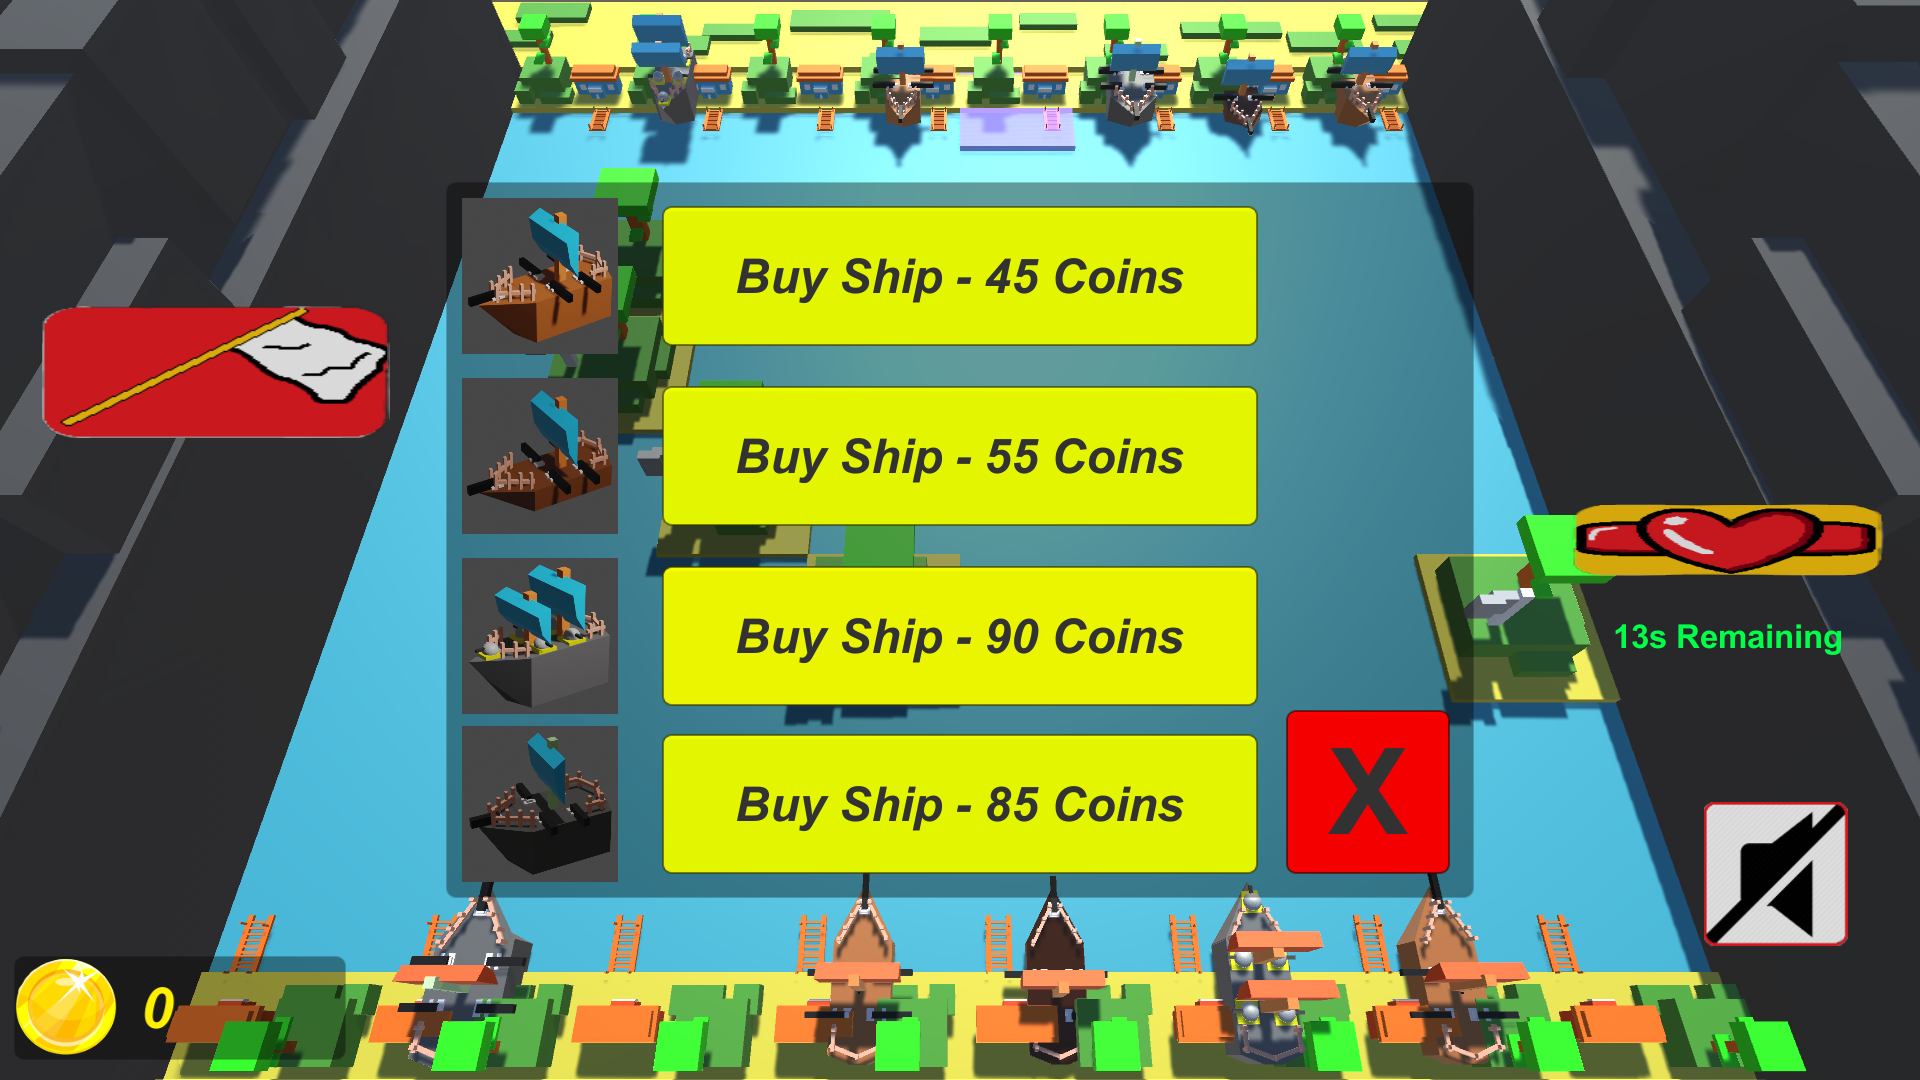 Buy Ship - 45 Coins
Buy Ship - 55 Coins
Buy Ship - 90 Coins
13s Remaining
Buy Ship - 85 Coins
X
0